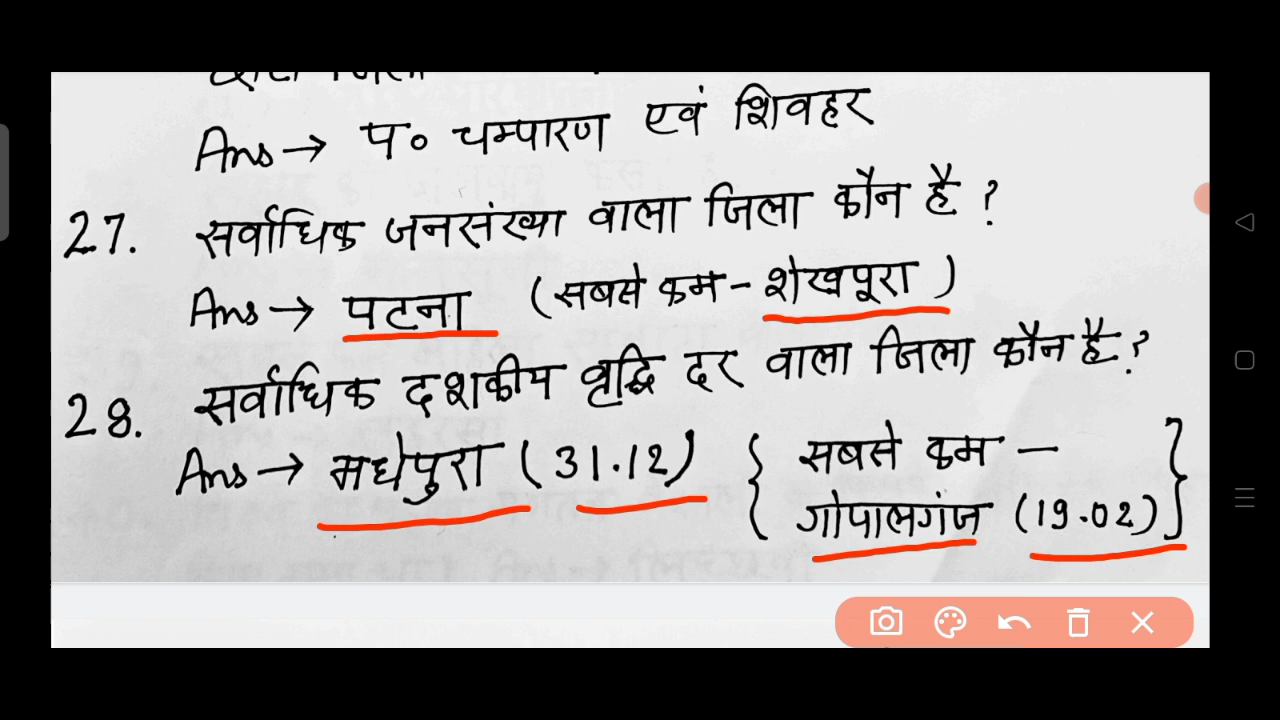 Ans → प० चम्पारण एवं शिवहर
27. सर्वाधिक जनसंख्या वाला जिला कौन है ?
Ans → पटना (सबसे कम - शेखपूरा )
28. सर्वाधिक दशकीय वृद्धि दर वाला जिला कौन है ?
Ans → मधेपुरा (31.12) { सबसे कम –
गोपालगंज (19.02) }